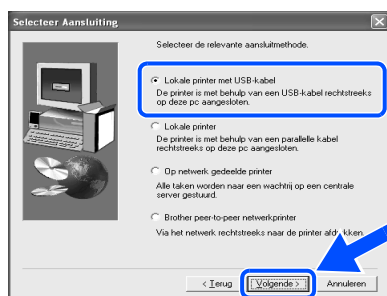 Selecteer Aansluiting
Selecteer de relevante aansluitmethode.
Lokale printer met USB-kabel
De printer is met behulp van een USB-kabel rechtstreeks
op deze pc aangesloten.
Lokale printer
De printer is met behulp van een parallelle kabel
rechtstreeks op deze pc aangesloten.
Op netwerk gedeelde printer
Alle taken worden naar een wachtrij op een centrale
server gestuurd.
Brother peer-to-peer netwerkprinter
Via het netwerk rechtstreeks naar de printer afdrukken.
< Terug
Volgende >
Annuleren